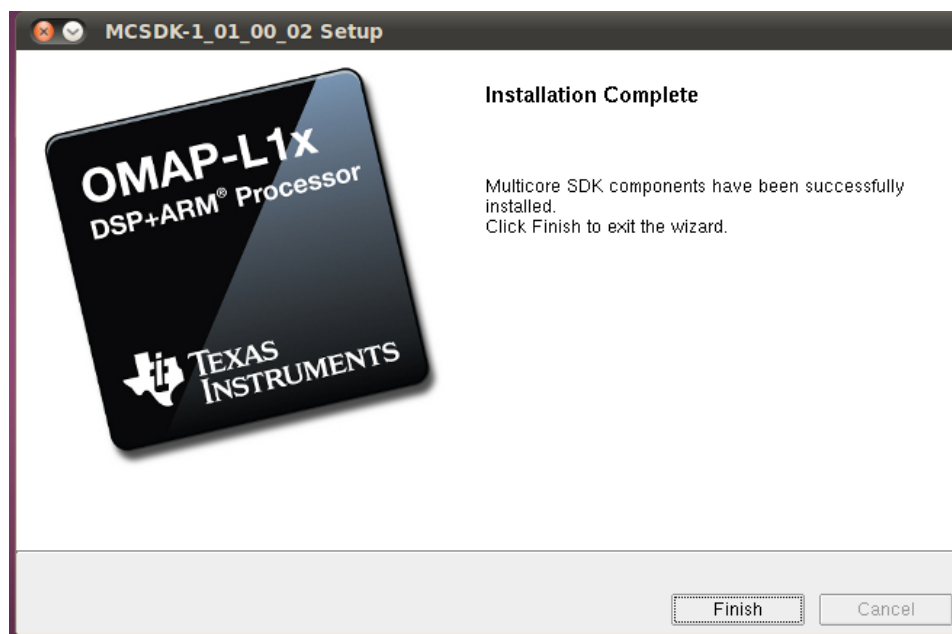 MCSDK-1_01_00_02 Setup
OMAP-L1x
DSP+ARM® Processor
TEXAS
INSTRUMENTS
Installation Complete
Multicore SDK components have been successfully
installed.
Click Finish to exit the wizard.
Finish
Cancel